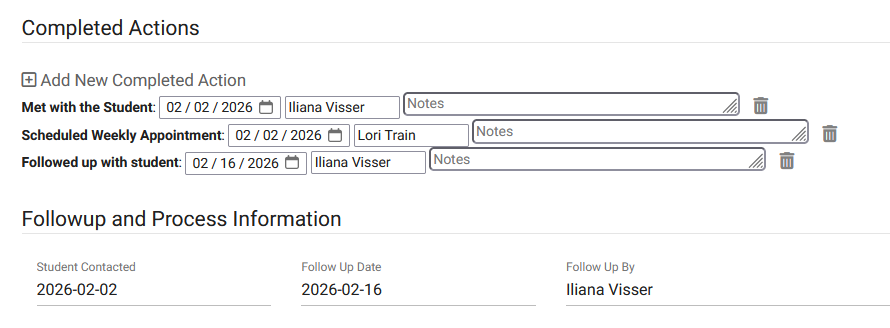 Completed Actions
Add New Completed Action
Met with the Student: 02 / 02 / 2026 Iliana Visser Notes
Scheduled Weekly Appointment: 02 / 02 / 2026 Lori Train Notes
Followed up with student: 02 / 16 / 2026 Iliana Visser Notes
Followup and Process Information
Student Contacted Follow Up Date Follow Up By
2026-02-02 2026-02-16 Iliana Visser